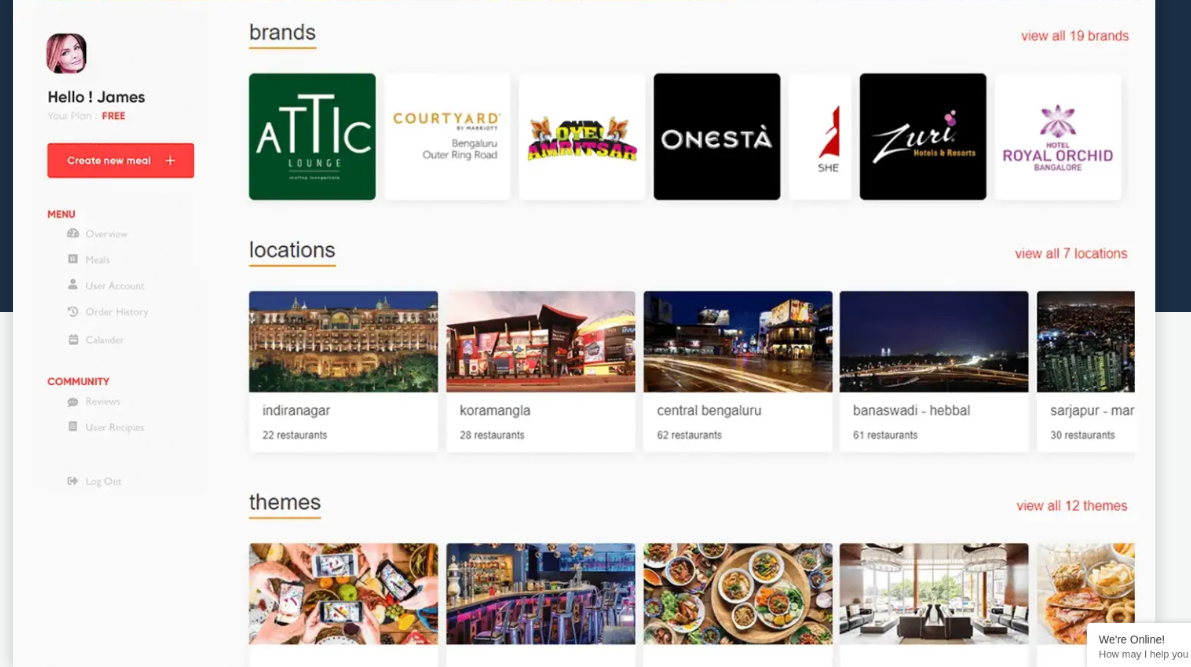 Hello ! James
Your Plan : FREE
Create new meal +
MENU
Overview
Meals
User Account
Order History
Calander
COMMUNITY
Reviews
User Recipies
Log Out
brands
view all 19 brands
ATTIC
LOUNGE
rooftop lounge&bar
COURTYARD®
BY MARRIOTT
Bengaluru
Outer Ring Road
OYE!
AMRITSAR
ONESTÀ
SHE
Zuri
Hotels & Resorts
HOTEL
ROYAL ORCHID
BANGALORE
locations
view all 7 locations
indiranagar
22 restaurants
koramangla
28 restaurants
central bengaluru
62 restaurants
banaswadi - hebbal
61 restaurants
sarjapur - mar
30 restaurants
themes
view all 12 themes
We're Online!
How may I help you